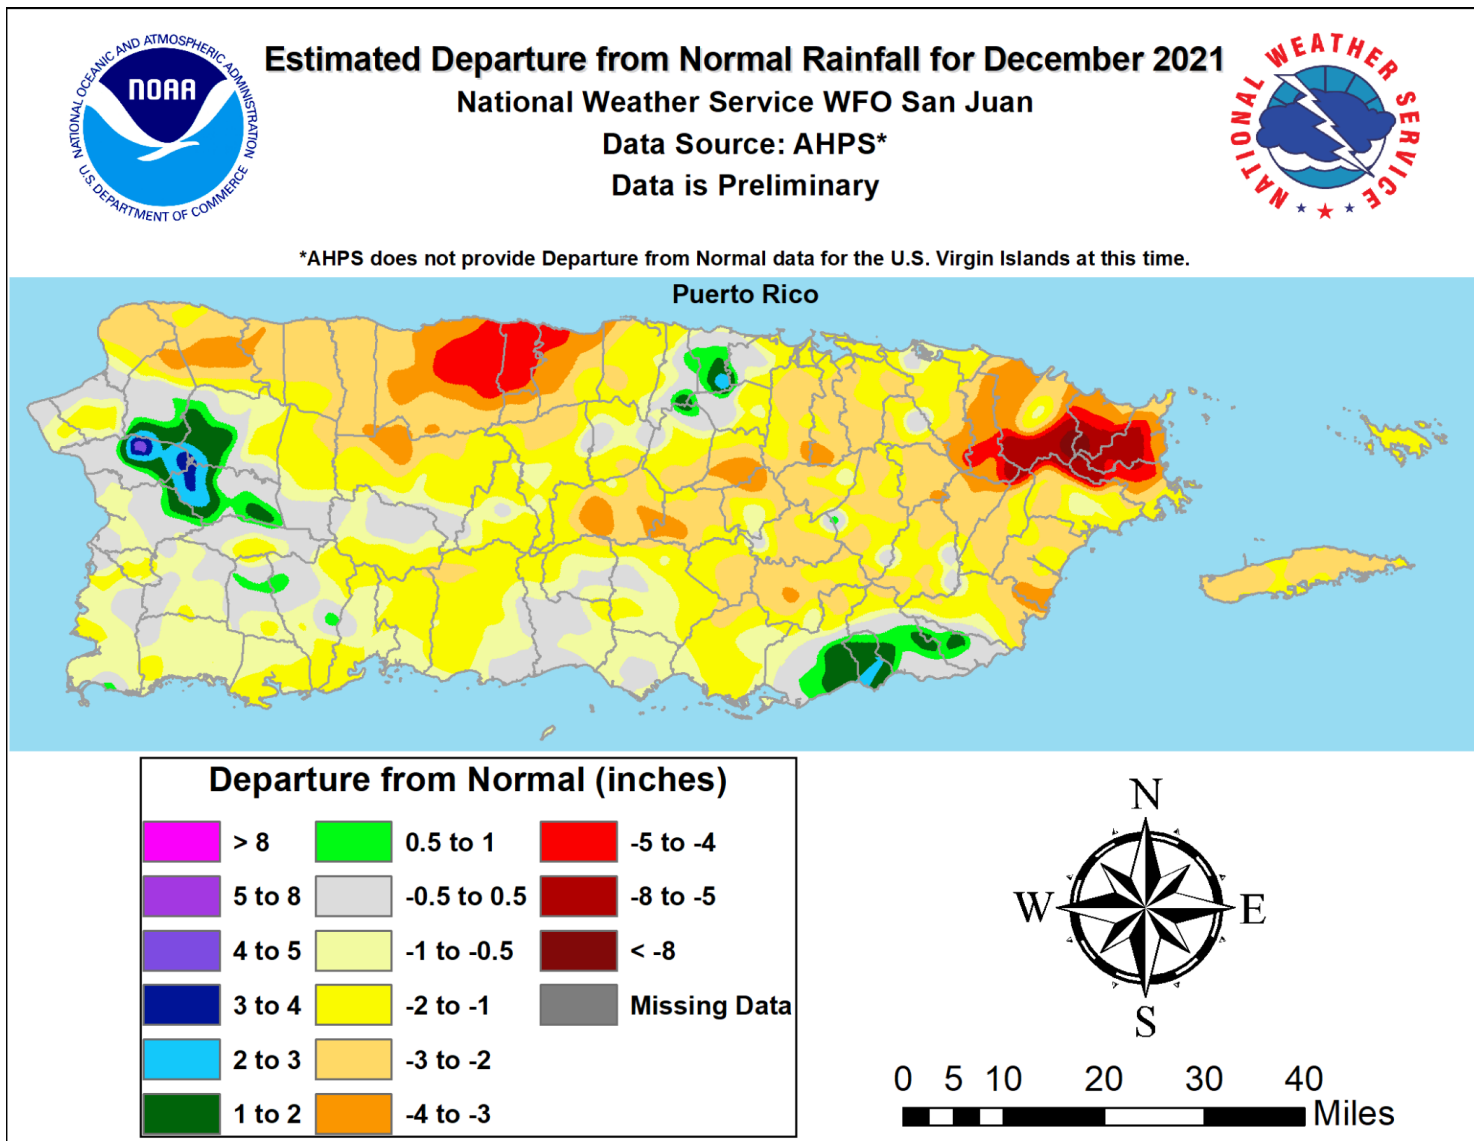 Estimated Departure from Normal Rainfall for December 2021
National Weather Service WFO San Juan
Data Source: AHPS*
Data is Preliminary
NATIONAL OCEANIC AND ATMOSPHERIC ADMINISTRATION
NOAA
U.S. DEPARTMENT OF COMMERCE
NATIONAL WEATHER SERVICE
*AHPS does not provide Departure from Normal data for the U.S. Virgin Islands at this time.
Puerto Rico
Departure from Normal (inches)
> 8
5 to 8
4 to 5
3 to 4
2 to 3
1 to 2
0.5 to 1
-0.5 to 0.5
-1 to -0.5
-2 to -1
-3 to -2
-4 to -3
-5 to -4
-8 to -5
< -8
Missing Data
N
W E
S
0 5 10 20 30 40
Miles